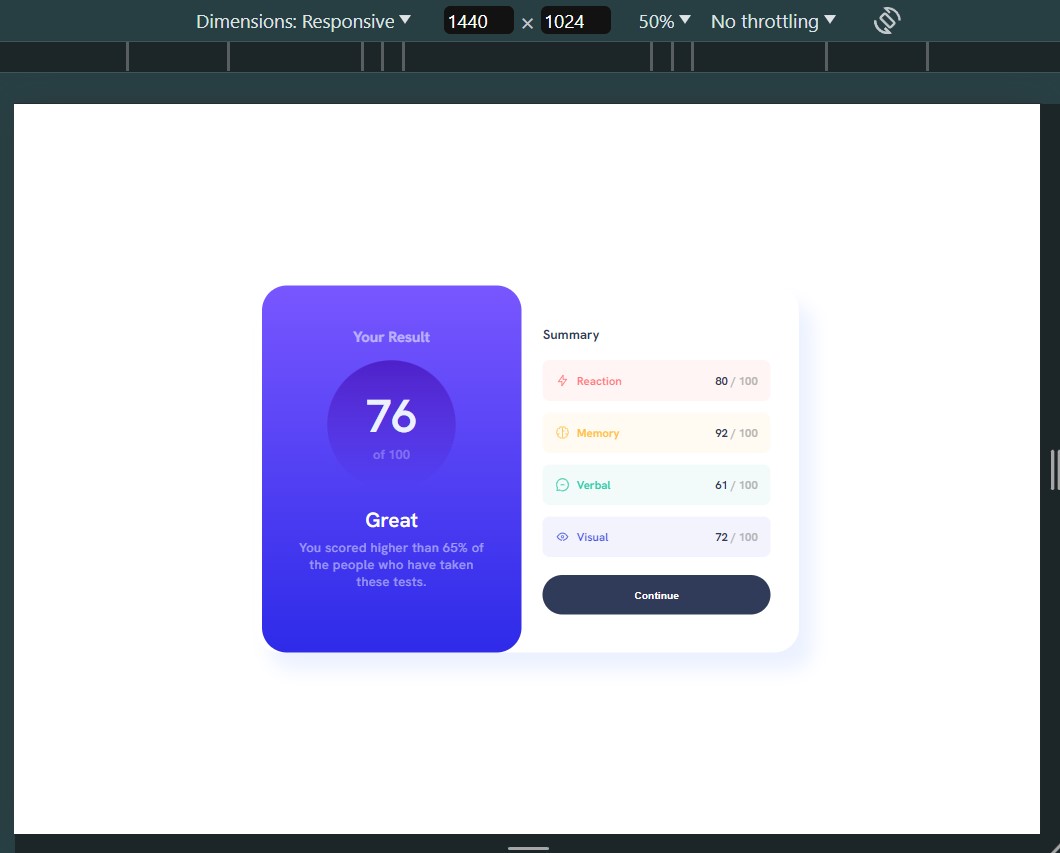 Dimensions: Responsive 1440 × 1024 50% No throttling
Your Result
76
of 100
Great
You scored higher than 65% of
the people who have taken
these tests.
Summary
Reaction 80 / 100
Memory 92 / 100
Verbal 61 / 100
Visual 72 / 100
Continue